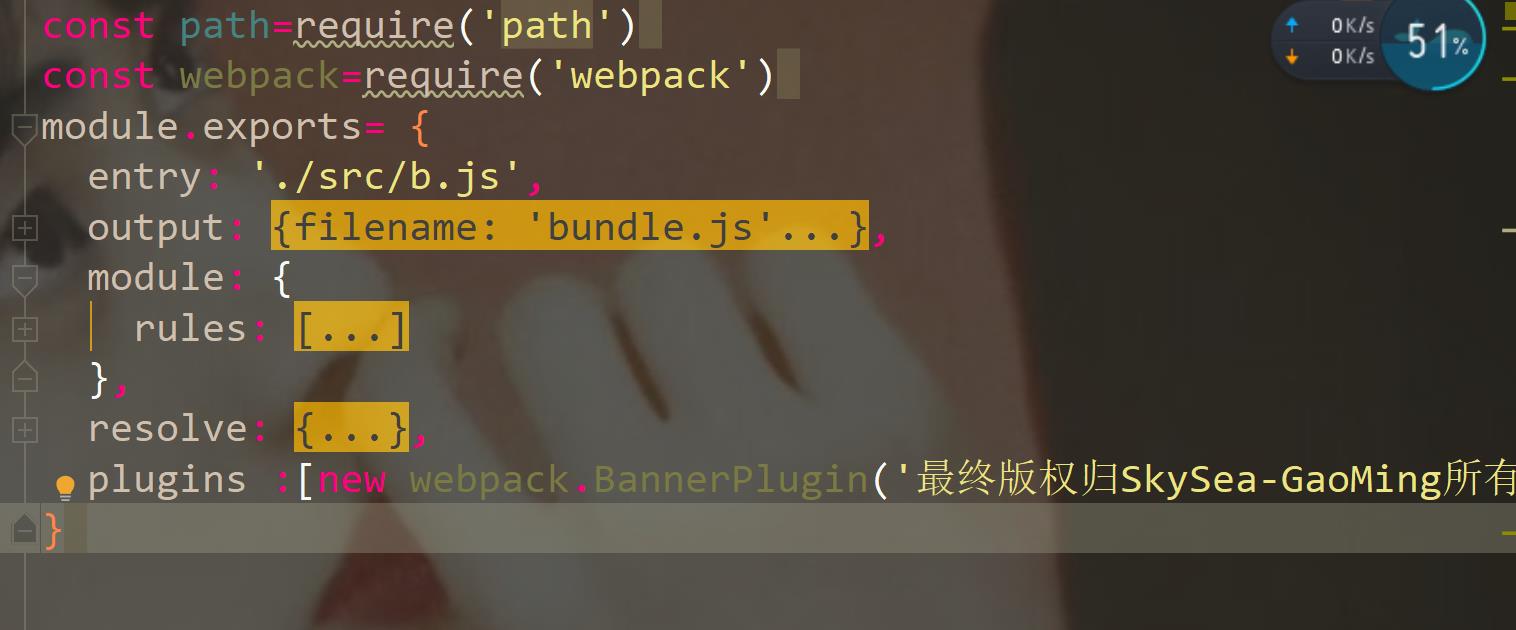 const path=require('path')
const webpack=require('webpack')
module.exports= {
  entry: './src/b.js',
  output: {filename: 'bundle.js'...},
  module: {
    rules: [...]
  },
  resolve: {...},
  plugins :[new webpack.BannerPlugin('最终版权归SkySea-GaoMing所有
}
0K/s
0K/s
51%